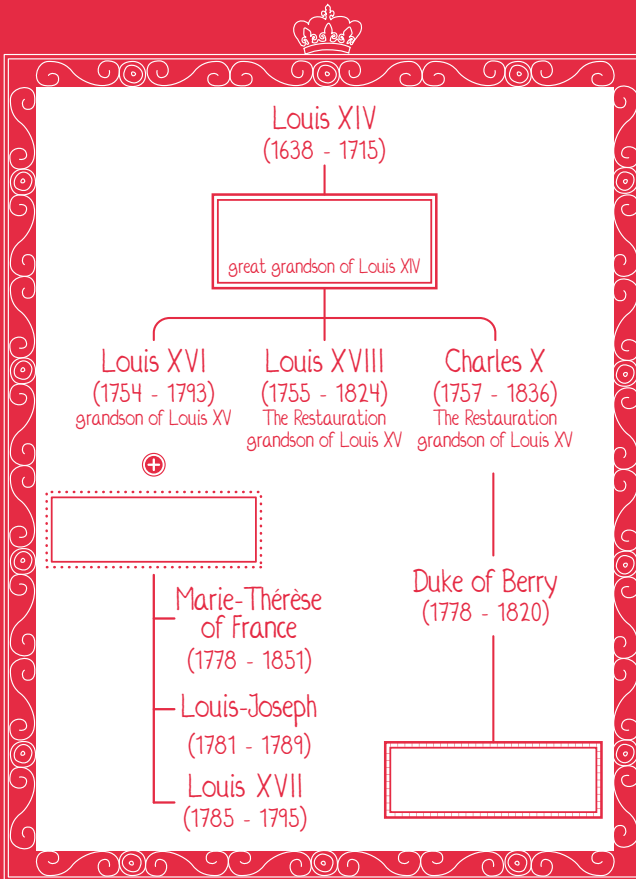 Louis XIV
(1638 - 1715)
great grandson of Louis XIV
Louis XVI
(1754 - 1793)
grandson of Louis XV
Louis XVIII
(1755 - 1824)
The Restauration
grandson of Louis XV
Charles X
(1757 - 1836)
The Restauration
grandson of Louis XV
Marie-Thérèse
of France
(1778 - 1851)
Louis-Joseph
(1781 - 1789)
Louis XVII
(1785 - 1795)
Duke of Berry
(1778 - 1820)